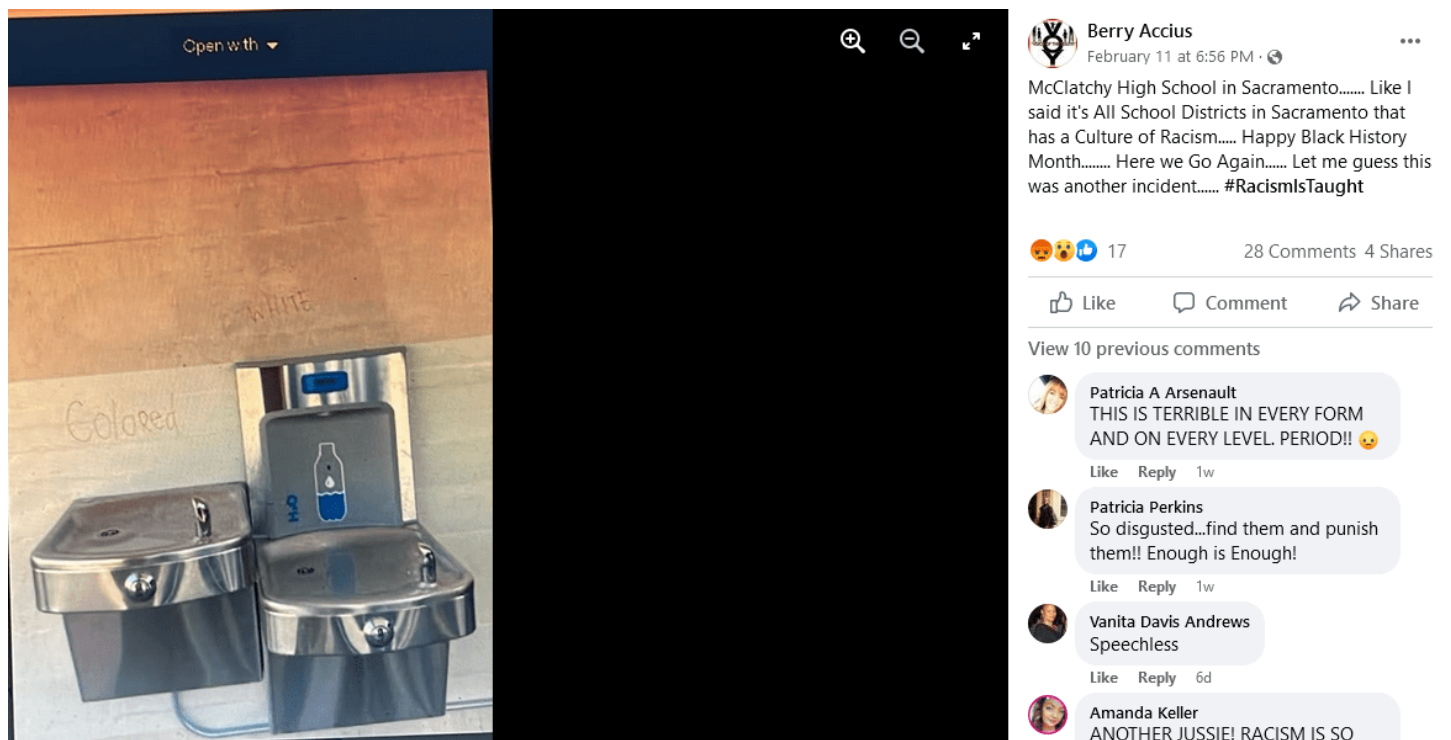 Open with
WHITE
Colored
H2O
Berry Accius
February 11 at 6:56 PM ·
McClatchy High School in Sacramento....... Like I
said it's All School Districts in Sacramento that
has a Culture of Racism..... Happy Black History
Month........ Here we Go Again...... Let me guess this
was another incident...... #RacismIsTaught
17
28 Comments 4 Shares
Like Comment Share
View 10 previous comments
Patricia A Arsenault
THIS IS TERRIBLE IN EVERY FORM
AND ON EVERY LEVEL. PERIOD!! 😞
Like Reply 1w
Patricia Perkins
So disgusted...find them and punish
them!! Enough is Enough!
Like Reply 1w
Vanita Davis Andrews
Speechless
Like Reply 6d
Amanda Keller
ANOTHER JUSSIE! RACISM IS SO